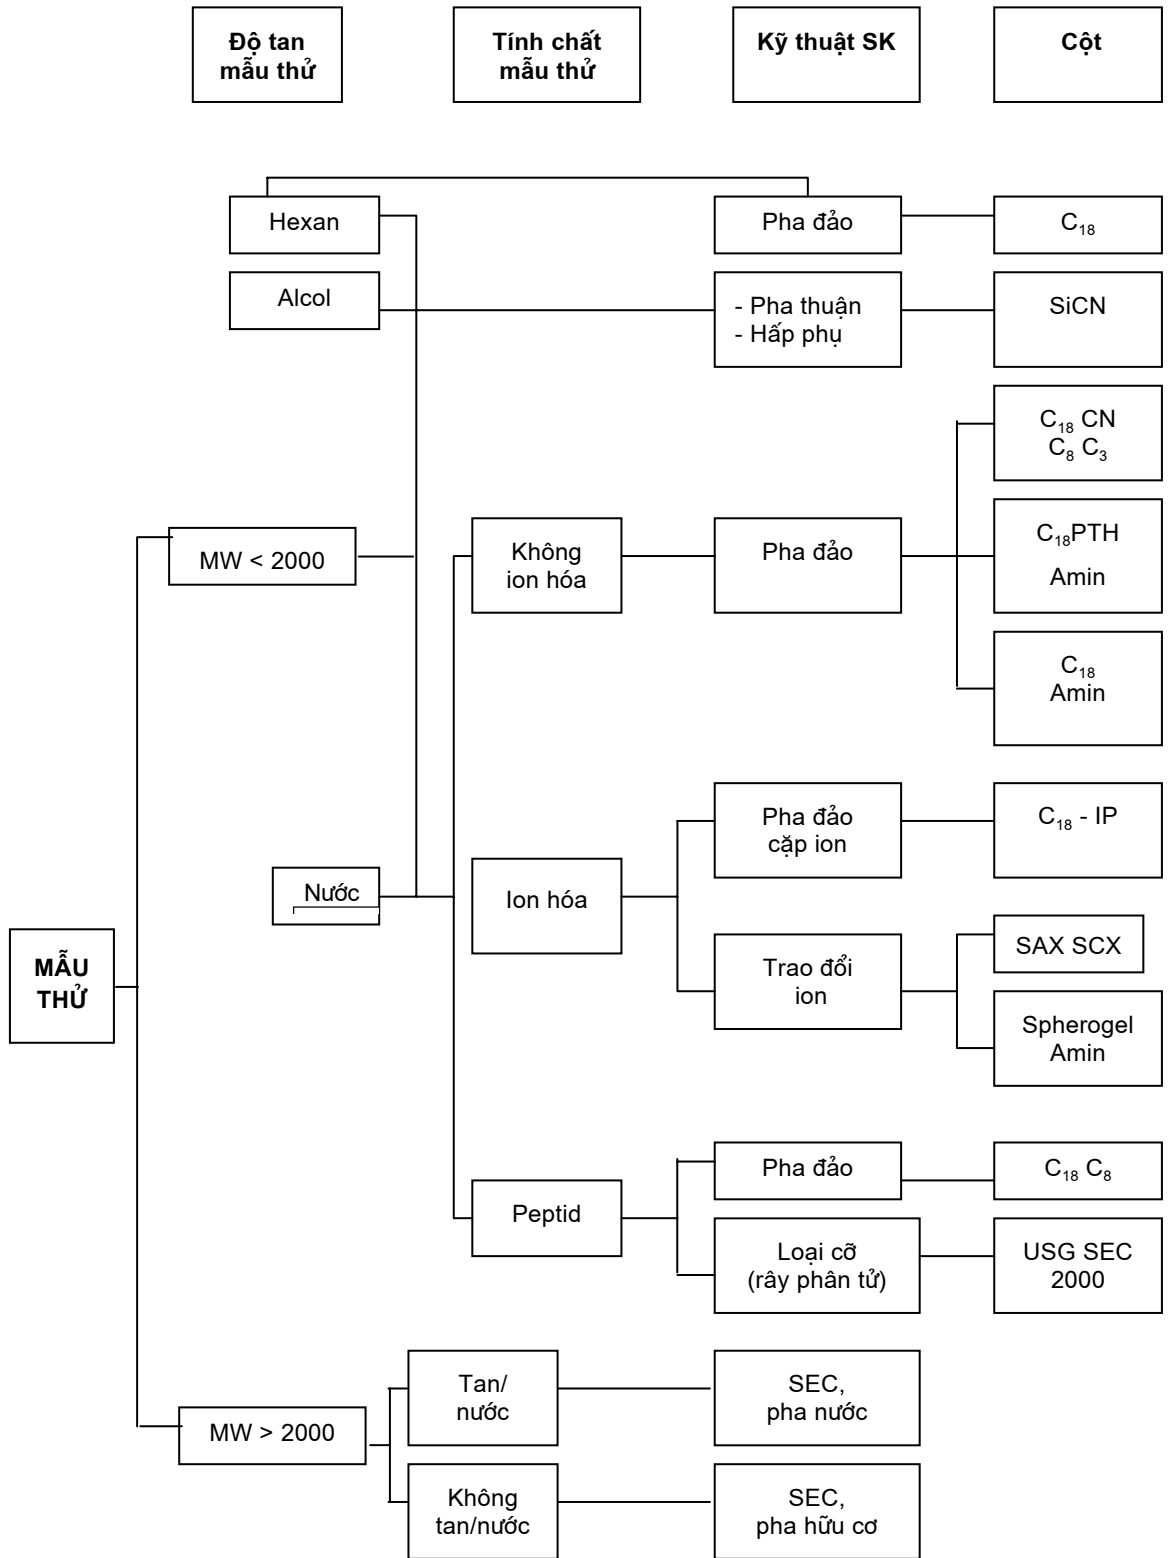 Độ tan
mẫu thử
Tính chất
mẫu thử
Kỹ thuật SK
Cột
Hexan
Pha đảo
C₁₈
Alcol
- Pha thuận
- Hấp phụ
SiCN
C₁₈ CN
C₈ C₃
MW < 2000
Không
ion hóa
Pha đảo
C₁₈PTH
Amin
C₁₈
Amin
Pha đảo
cặp ion
C₁₈ - IP
Nước
Ion hóa
MẪU
THỬ
Trao đổi
ion
SAX SCX
Spherogel
Amin
Peptid
Pha đảo
C₁₈ C₈
Loại cỡ
(rây phân tử)
USG SEC
2000
MW > 2000
Tan/
nước
SEC,
pha nước
Không
tan/nước
SEC,
pha hữu cơ